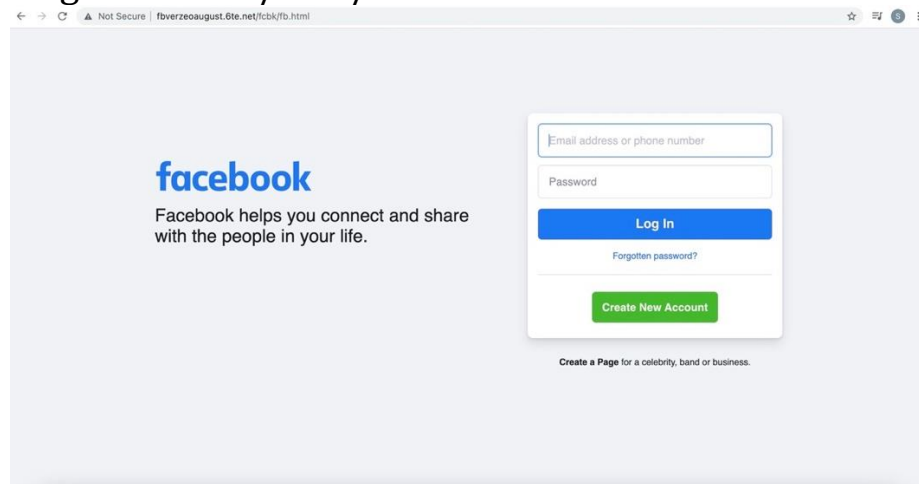 Not Secure | fbverzeoaugust.6te.net/fcbk/fb.html
S
Email address or phone number
facebook
Password
Facebook helps you connect and share
with the people in your life.
Log In
Forgotten password?
Create New Account
Create a Page for a celebrity, band or business.